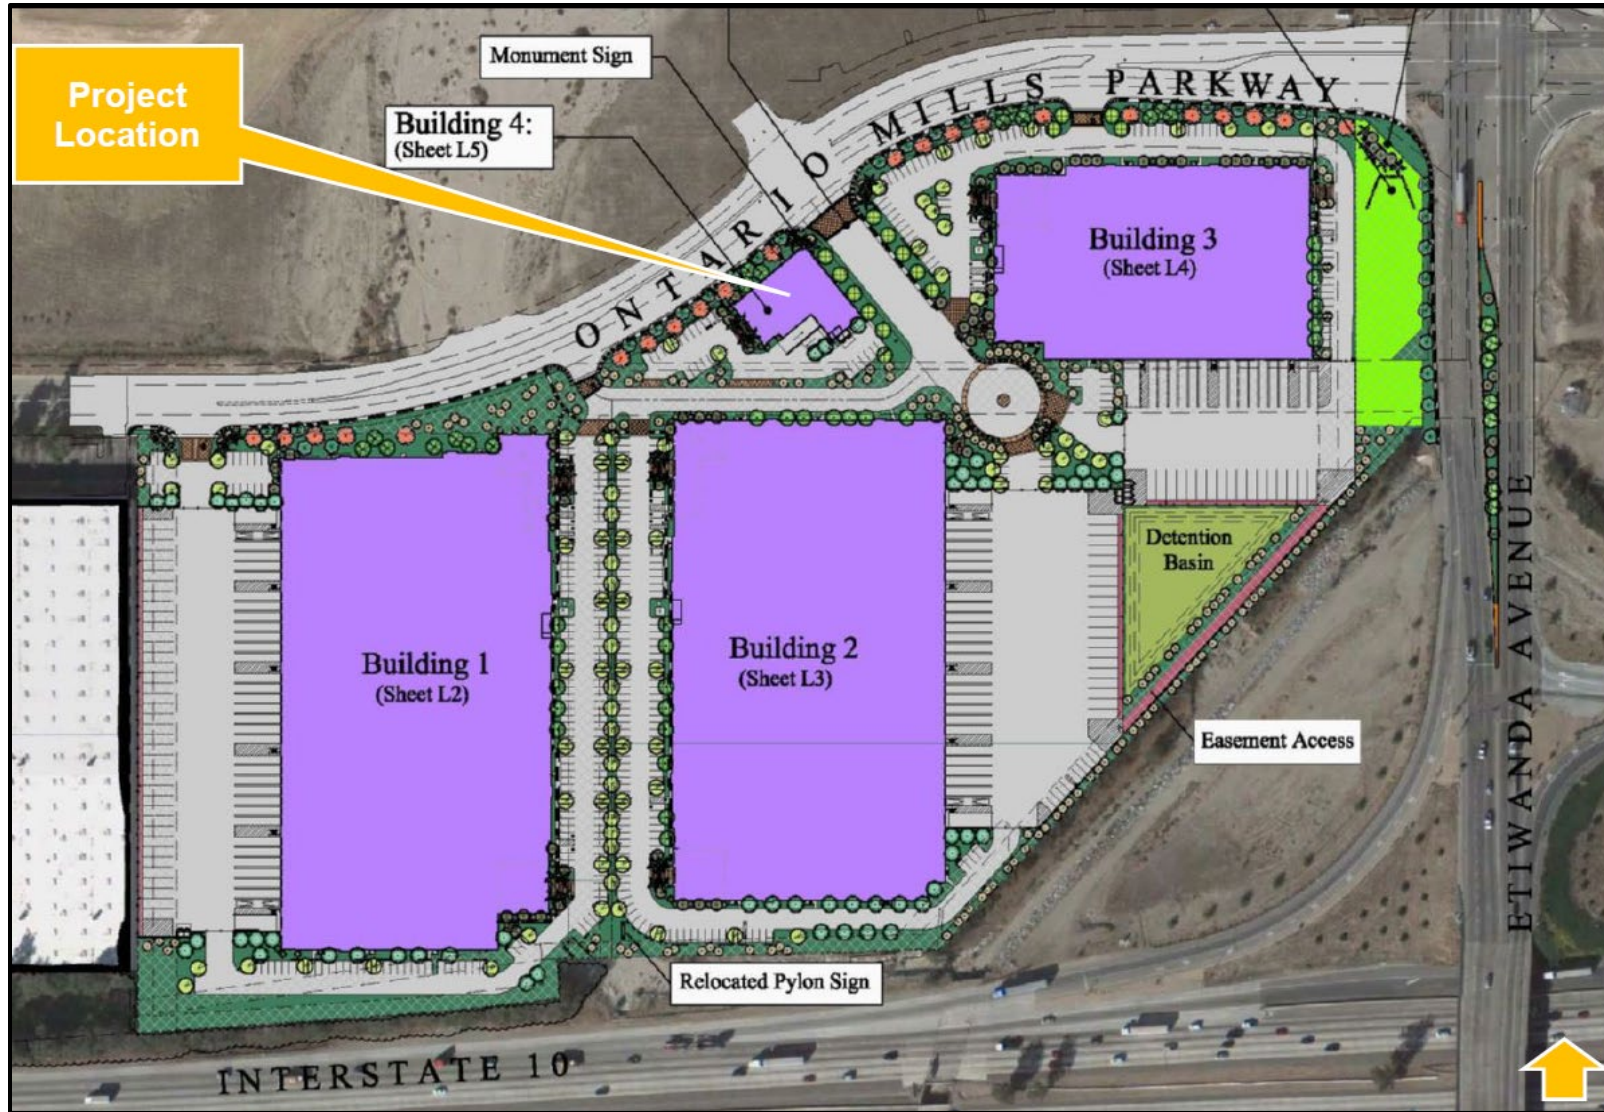 Project
Location
Monument Sign
Building 4:
(Sheet L5)
ONTARIO MILLS PARKWAY
Building 3
(Sheet L4)
Detention
Basin
Building 1
(Sheet L2)
Building 2
(Sheet L3)
Easement Access
Relocated Pylon Sign
ETIWANDA AVENUE
INTERSTATE 10